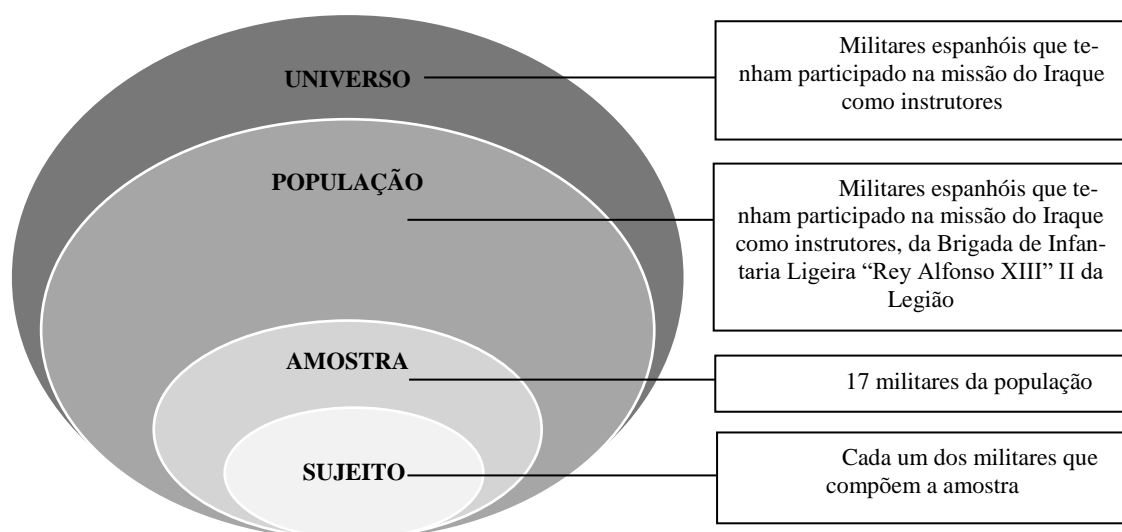 UNIVERSO
Militares espanhóis que te-
nham participado na missão do Iraque
como instrutores
POPULAÇÃO
Militares espanhóis que te-
nham participado na missão do Iraque
como instrutores, da Brigada de Infan-
taria Ligeira “Rey Alfonso XIII” II da
Legião
AMOSTRA
17 militares da população
SUJEITO
Cada um dos militares que
compõem a amostra